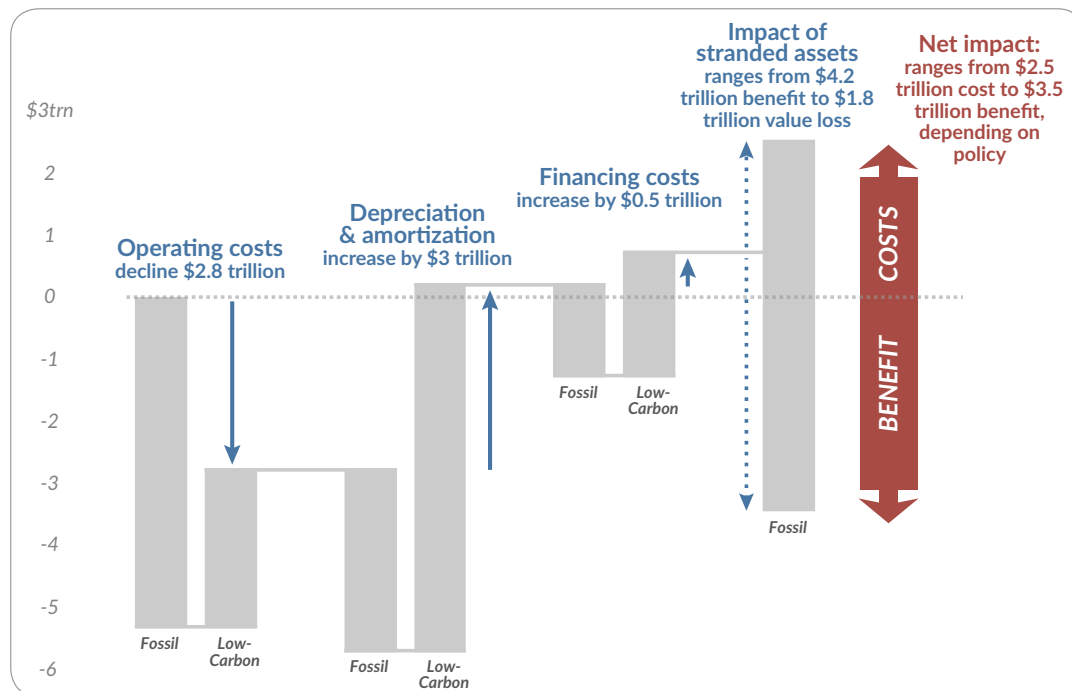 $3trn
2
1
0
-1
-2
-3
-4
-5
-6
Operating costs
decline $2.8 trillion
Fossil
Low-
Carbon
Depreciation
& amortization
increase by $3 trillion
Fossil
Low-
Carbon
Financing costs
increase by $0.5 trillion
Fossil
Low-
Carbon
Impact of
stranded assets
ranges from $4.2
trillion benefit to $1.8
trillion value loss
Fossil
Net impact:
ranges from $2.5
trillion cost to $3.5
trillion benefit,
depending on
policy
COSTS
BENEFIT